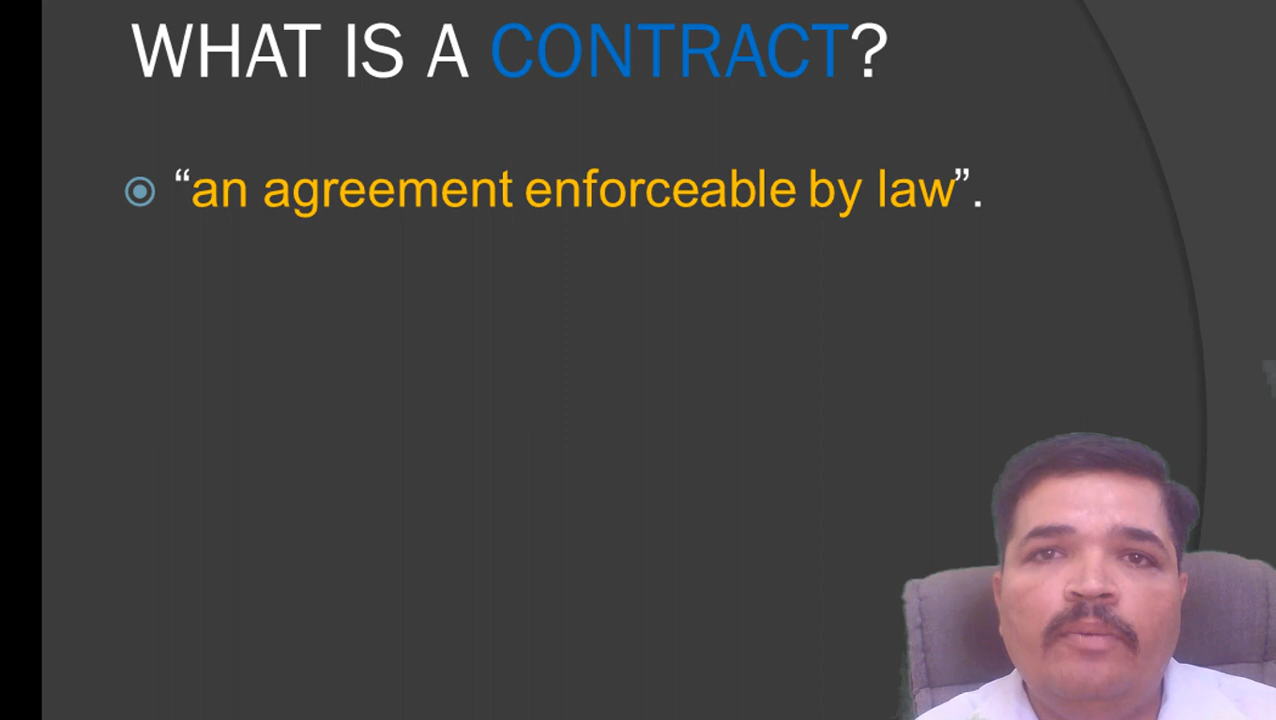 WHAT IS A CONTRACT?
“an agreement enforceable by law”.